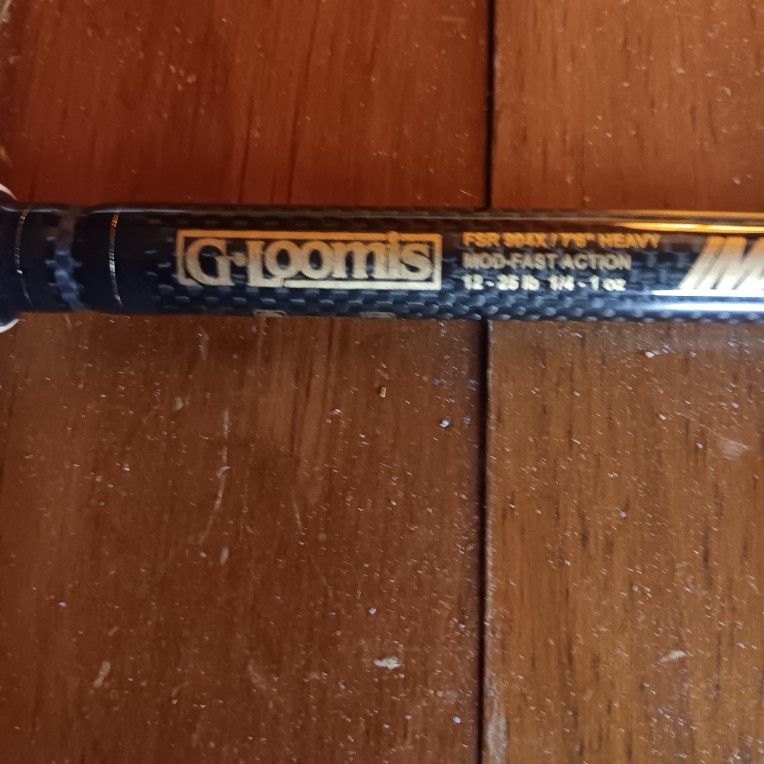 G·Loomis
FSR 904X / 7'6" HEAVY
MOD-FAST ACTION
12 - 25 lb 1/4 - 1 oz